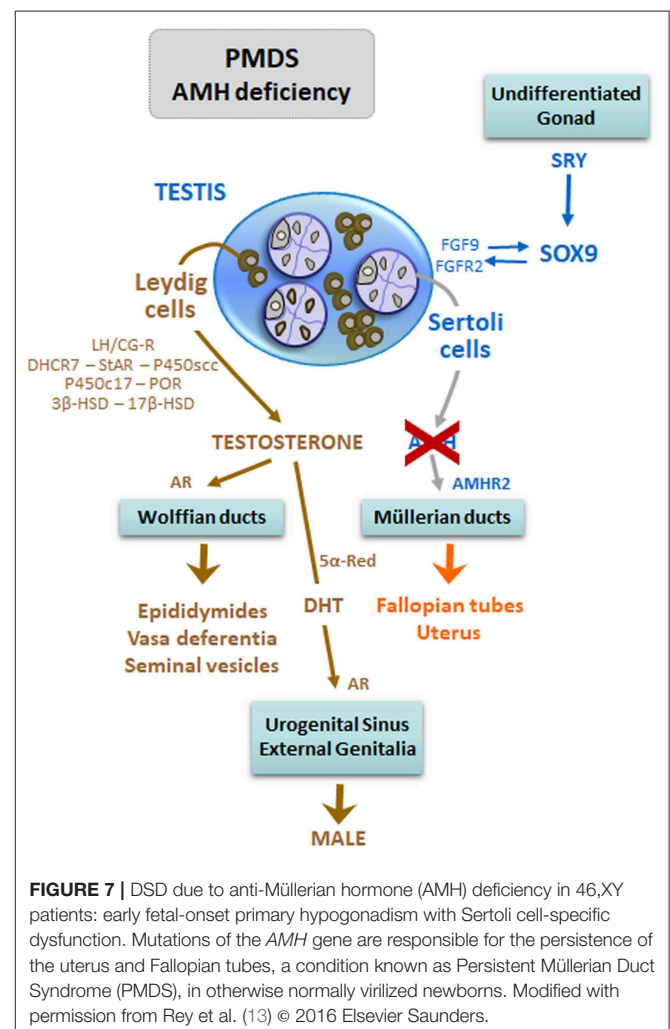 PMDS
AMH deficiency
Undifferentiated
Gonad
SRY
TESTIS
FGF9
FGFR2
SOX9
Leydig
cells
Sertoli
cells
LH/CG-R
DHCR7 – StAR – P450scc
P450c17 – POR
3β-HSD – 17β-HSD
TESTOSTERONE
AMH
AR
AMHR2
Wolffian ducts
Müllerian ducts
5α-Red
Epididymides
Vasa deferentia
Seminal vesicles
DHT
Fallopian tubes
Uterus
AR
Urogenital Sinus
External Genitalia
MALE
FIGURE 7 | DSD due to anti-Müllerian hormone (AMH) deficiency in 46,XY
patients: early fetal-onset primary hypogonadism with Sertoli cell-specific
dysfunction. Mutations of the AMH gene are responsible for the persistence of
the uterus and Fallopian tubes, a condition known as Persistent Müllerian Duct
Syndrome (PMDS), in otherwise normally virilized newborns. Modified with
permission from Rey et al. (13) © 2016 Elsevier Saunders.